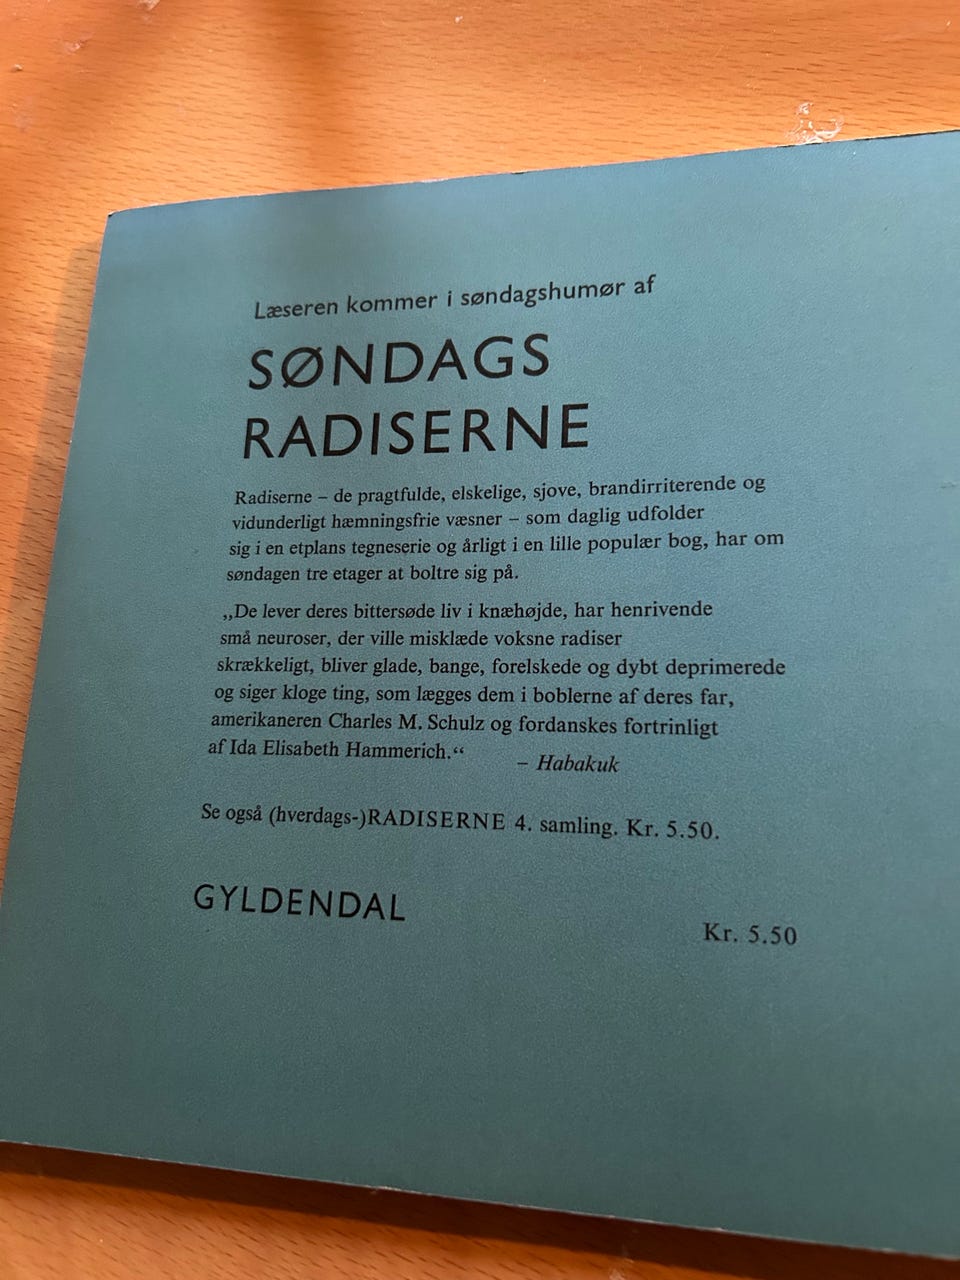 Læseren kommer i søndagshumør af
SØNDAGS
RADISERNE
Radiserne – de pragtfulde, elskelige, sjove, brandirriterende og
vidunderligt hæmningsfrie væsner – som daglig udfolder
sig i en etplans tegneserie og årligt i en lille populær bog, har om
søndagen tre etager at boltre sig på.
„De lever deres bittersøde liv i knæhøjde, har henrivende
små neuroser, der ville misklæde voksne radiser
skrækkeligt, bliver glade, bange, forelskede og dybt deprimerede
og siger kloge ting, som lægges dem i boblerne af deres far,
amerikaneren Charles M. Schulz og fordanskes fortrinligt
af Ida Elisabeth Hammerich.“
– Habakuk
Se også (hverdags-)RADISERNE 4. samling. Kr. 5.50.
GYLDENDAL
Kr. 5.50